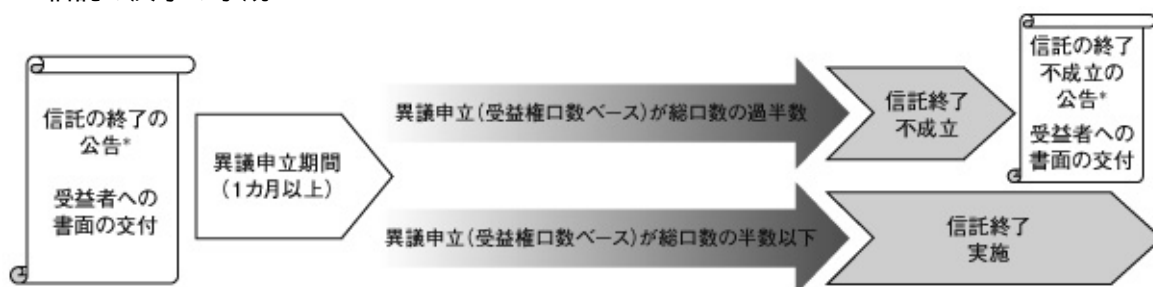 信託の終了の
公告*
受益者への
書面の交付
異議申立期間
(1カ月以上)
異議申立(受益権口数ベース)が総口数の過半数
信託終了
不成立
信託の終了
不成立の
公告*
受益者への
書面の交付
異議申立(受益権口数ベース)が総口数の半数以下
信託終了
実施